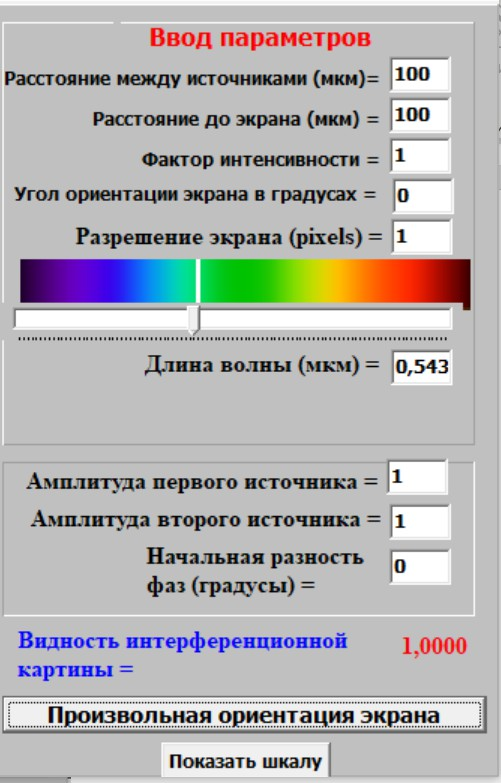 Ввод параметров
Расстояние между источниками (мкм)= 100
Расстояние до экрана (мкм) = 100
Фактор интенсивности = 1
Угол ориентации экрана в градусах = 0
Разрешение экрана (pixels) = 1
Длина волны (мкм) = 0,543
Амплитуда первого источника = 1
Амплитуда второго источника = 1
Начальная разность
фаз (градусы) = 0
Видность интерференционной
картины = 1,0000
Произвольная ориентация экрана
Показать шкалу